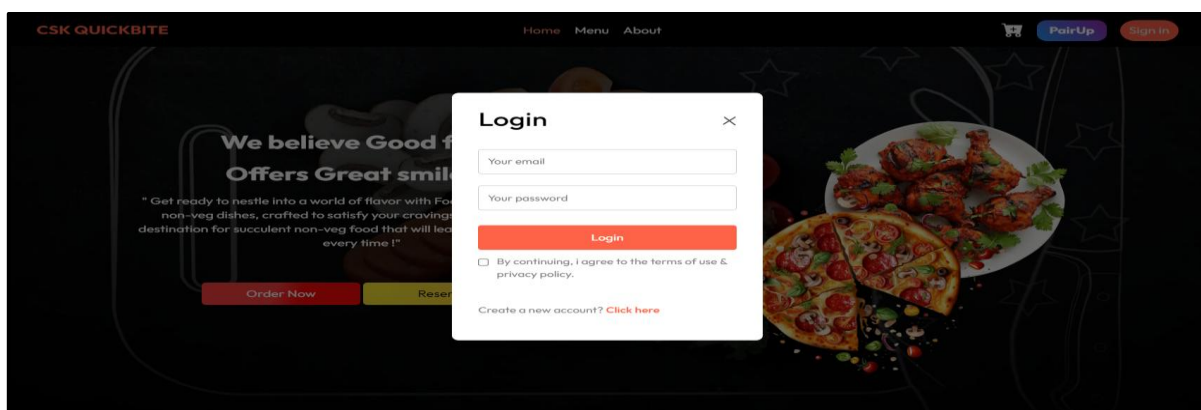 CSK QUICKBITE
Home Menu About
PairUp
Sign in
We believe Good f
Offers Great smil
" Get ready to nestle into a world of flavor with Fo
non-veg dishes, crafted to satisfy your cravings
destination for succulent non-veg food that will lea
every time !"
Order Now
Reser
Login
Your email
Your password
Login
By continuing, i agree to the terms of use &
privacy policy.
Create a new account? Click here